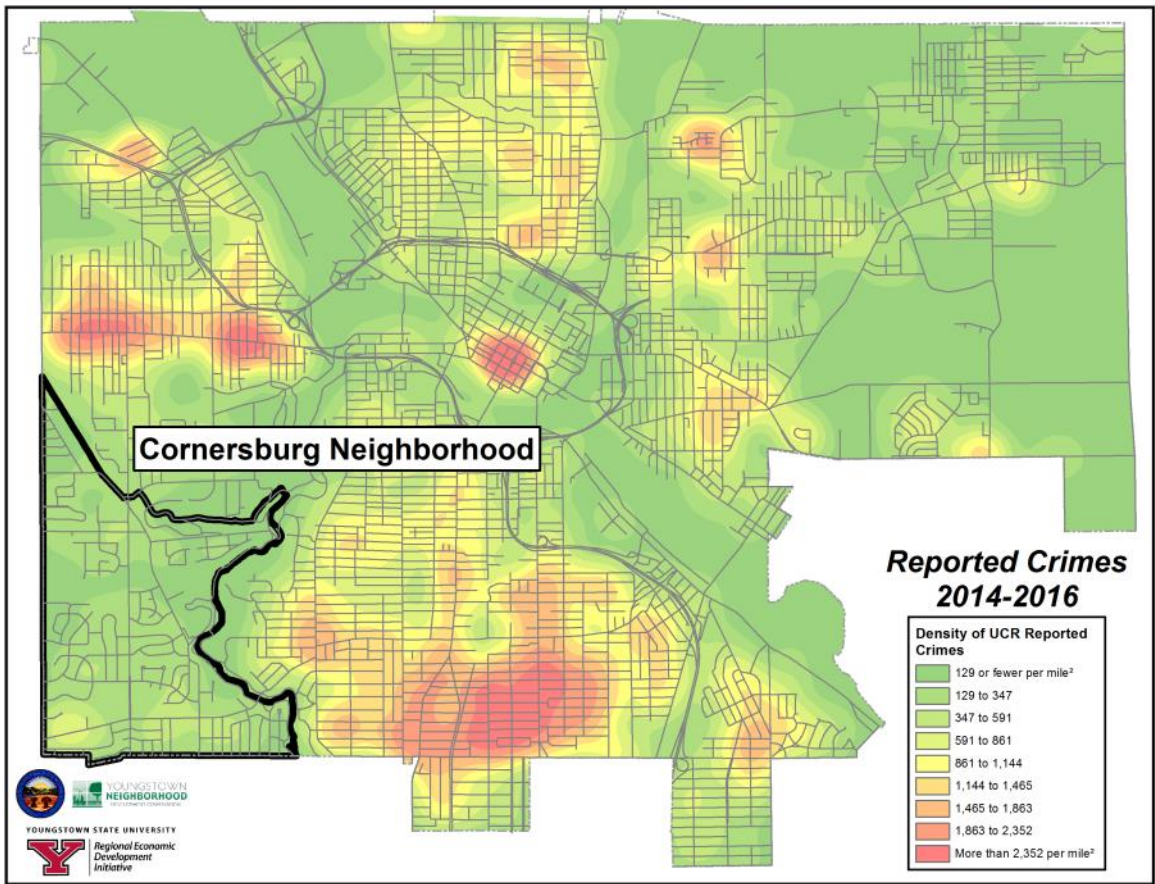 Cornersburg Neighborhood
Reported Crimes
2014-2016
Density of UCR Reported
Crimes
129 or fewer per mile²
129 to 347
347 to 591
591 to 861
861 to 1,144
1,144 to 1,465
1,465 to 1,863
1,863 to 2,352
More than 2,352 per mile²
YOUNGSTOWN
NEIGHBORHOOD
DEVELOPMENT CORPORATION
YOUNGSTOWN STATE UNIVERSITY
Y
Regional Economic
Development
Initiative